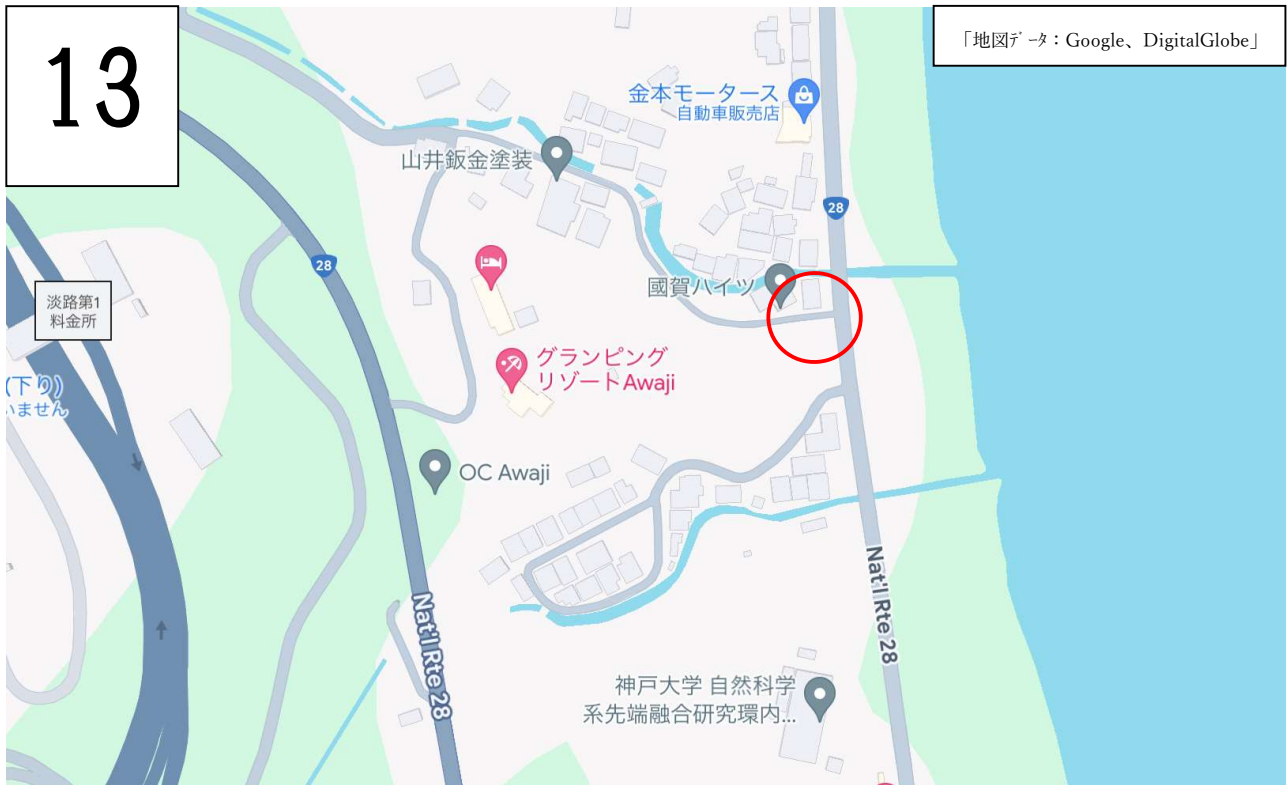 13
「地図ﾃﾞｰﾀ：Google、DigitalGlobe」
金本モータース
自動車販売店
山井鈑金塗装
28
28
國賀ハイツ
淡路第1
料金所
グランピング
リゾートAwaji
(下り)
いません
OC Awaji
Nat'l Rte 28
Nat'l Rte 28
神戸大学 自然科学
系先端融合研究環内...